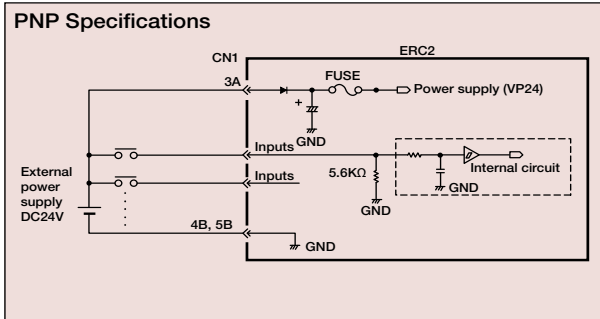 PNP Specifications
CN1
ERC2
3A
FUSE
+
Power supply (VP24)
GND
Inputs
Inputs
5.6KΩ
Internal circuit
GND
GND
External
power
supply
DC24V
4B, 5B
GND